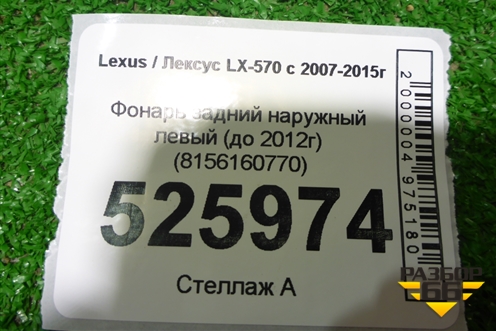 Lexus / Лексус LX-570 с 2007-2015г
Фонарь задний наружный
левый (до 2012г)
(8156160770)
525974
Стеллаж А
2000004975180
РАЗБОР
66